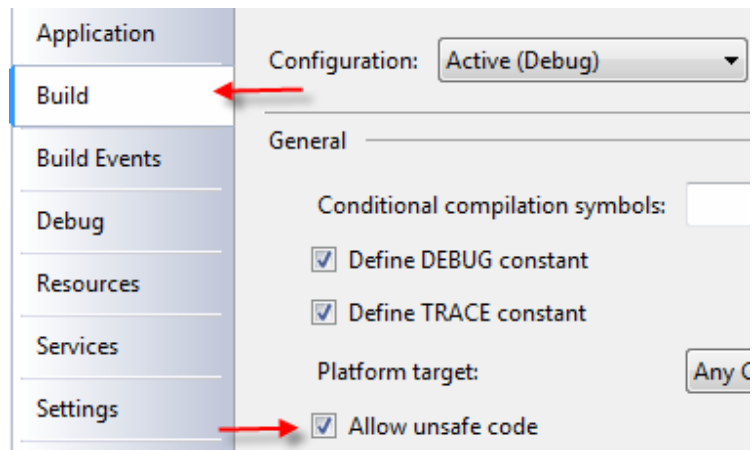 Application
Build
Build Events
Debug
Resources
Services
Settings
Configuration: Active (Debug)
General
Conditional compilation symbols:
Define DEBUG constant
Define TRACE constant
Platform target: Any
Allow unsafe code